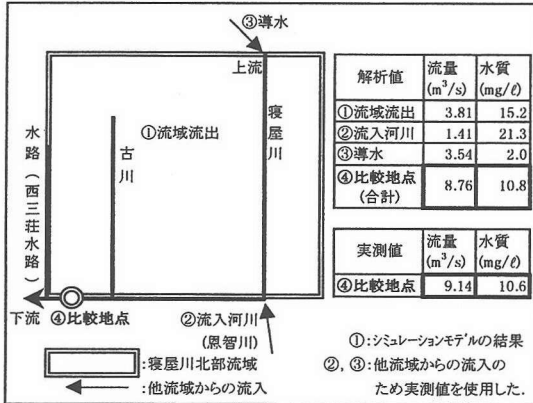 ③導水
上流
①流域流出
寝屋川
古川
水路(西三荘水路)
下流
④比較地点
②流入河川
(恩智川)
:寝屋川北部流域
:他流域からの流入
解析値 流量 (m³/s) 水質 (mg/ℓ)
①流域流出 3.81 15.2
②流入河川 1.41 21.3
③導水 3.54 2.0
④比較地点 (合計) 8.76 10.8
実測値 流量 (m³/s) 水質 (mg/ℓ)
④比較地点 9.14 10.6
①:シミュレーションモデルの結果
②, ③:他流域からの流入の
ため実測値を使用した.